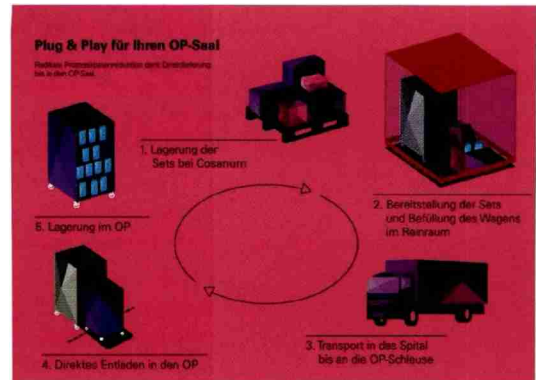 Plug & Play für Ihren OP-Saal
Radikale Prozesskostenreduktion dank Direktlieferung
bis in den OP-Saal.
1. Lagerung der
Sets bei Cosanum
2. Bereitstellung der Sets
und Befüllung des Wagens
im Reinraum
3. Transport in das Spital
bis an die OP-Schleuse
4. Direktes Entladen in den OP
5. Lagerung im OP